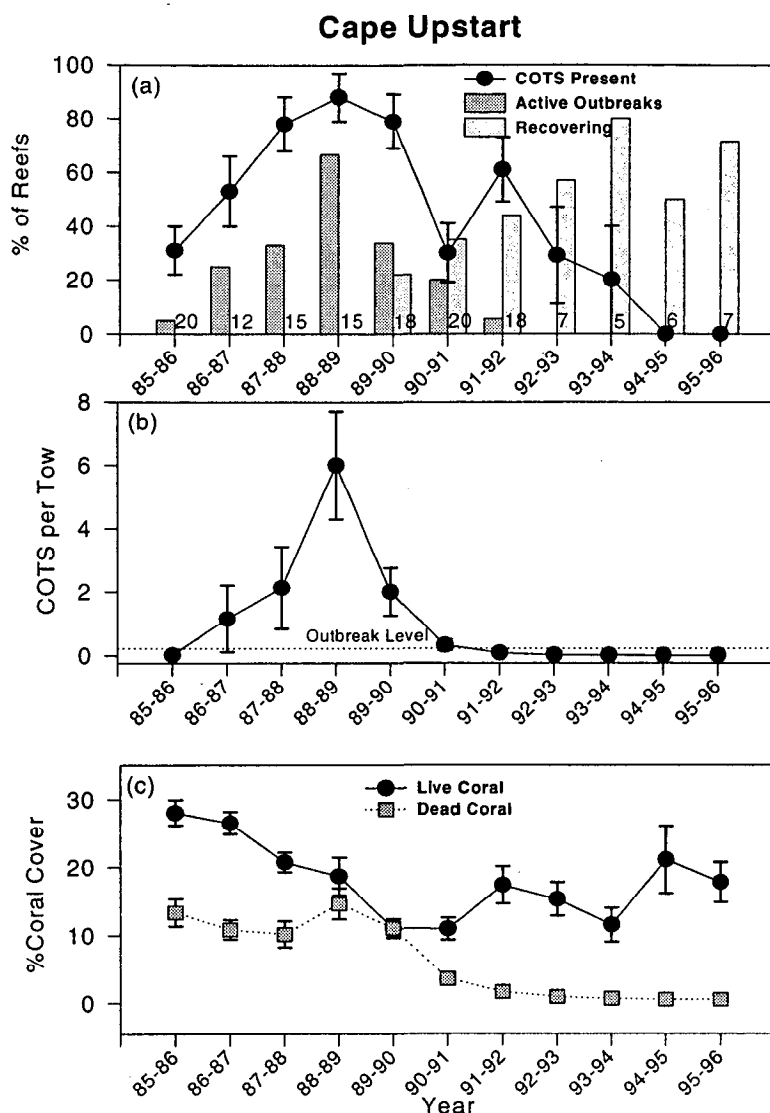 Cape Upstart
(a)
COTS Present
Active Outbreaks
Recovering
% of Reefs
100
80
60
40
20
0
20 12 15 15 18 20 18 7 5 6 7
85-86 86-87 87-88 88-89 89-90 90-91 91-92 92-93 93-94 94-95 95-96
(b)
COTS per Tow
8
6
4
2
0
Outbreak Level
85-86 86-87 87-88 88-89 89-90 90-91 91-92 92-93 93-94 94-95 95-96
(c)
Live Coral
Dead Coral
%Coral Cover
30
20
10
0
85-86 86-87 87-88 88-89 89-90 90-91 91-92 92-93 93-94 94-95 95-96
Year